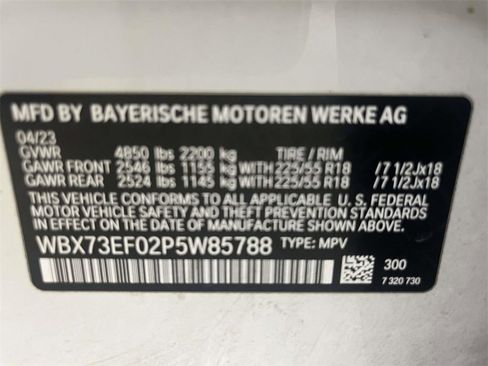 MFD BY BAYERISCHE MOTOREN WERKE AG
04/23
GVWR 4850 lbs 2200 kg TIRE / RIM
GAWR FRONT 2546 lbs 1155 kg WITH 225/55 R18 /7 1/2Jx18
GAWR REAR 2524 lbs 1145 kg WITH 225/55 R18 /7 1/2Jx18
THIS VEHICLE CONFORMS TO ALL APPLICABLE U. S. FEDERAL
MOTOR VEHICLE SAFETY AND THEFT PREVENTION STANDARDS
IN EFFECT ON THE DATE OF MANUFACTURE SHOWN ABOVE.
WBX73EF02P5W85788 TYPE: MPV
300
7 320 730